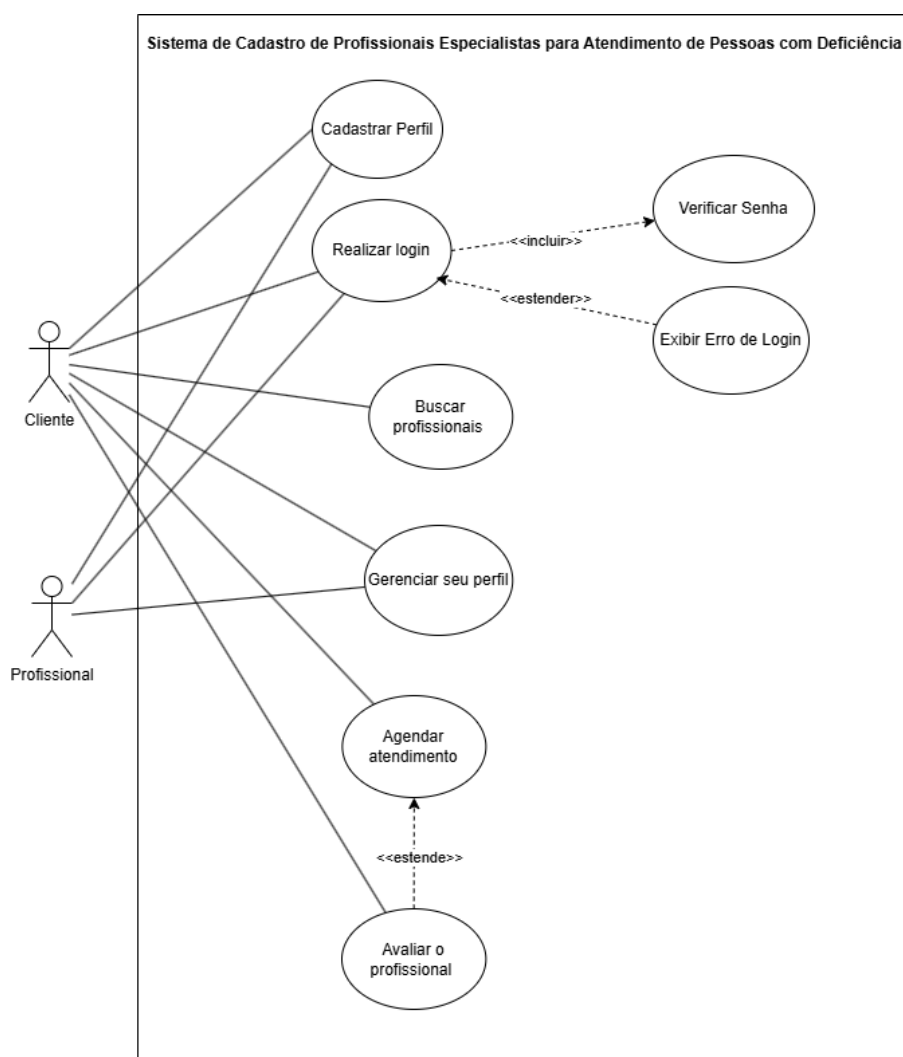 Sistema de Cadastro de Profissionais Especialistas para Atendimento de Pessoas com Deficiência
Cadastrar Perfil
Verificar Senha
Realizar login
<<incluir>>
<<estender>>
Exibir Erro de Login
Cliente
Buscar
profissionais
Gerenciar seu perfil
Profissional
Agendar
atendimento
<<estende>>
Avaliar o
profissional